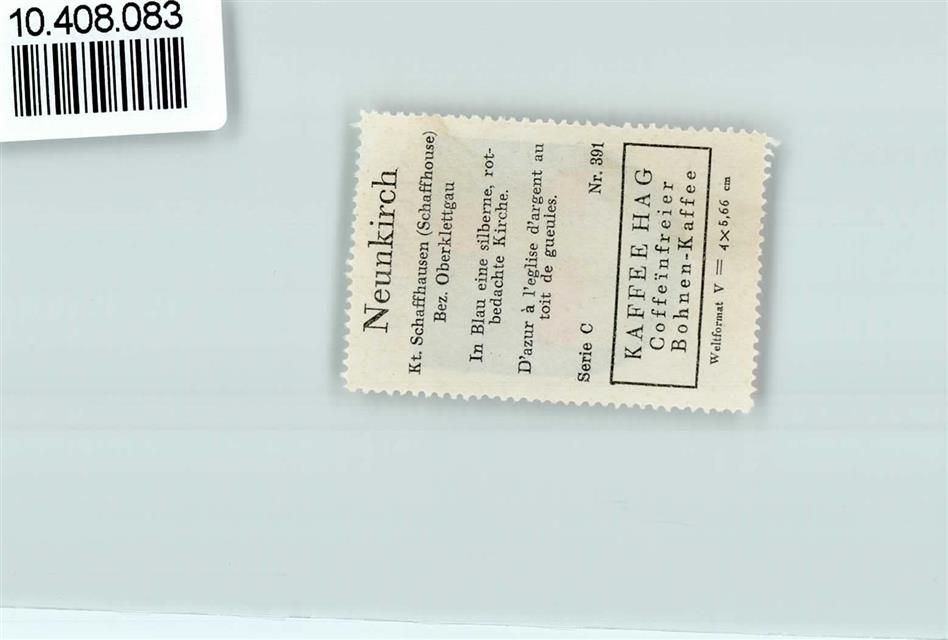 10.408.083
Neunkirch
Kt. Schaffhausen (Schaffhouse)
Bez. Oberklettgau
In Blau eine silberne, rot-
bedachte Kirche.
D'azur à l'eglise d'argent au
toit de gueules.
Serie C Nr. 391
KAFFEE HAG
Coffeïnfreier
Bohnen-Kaffee
Weltformat V = 4 × 5,66 cm